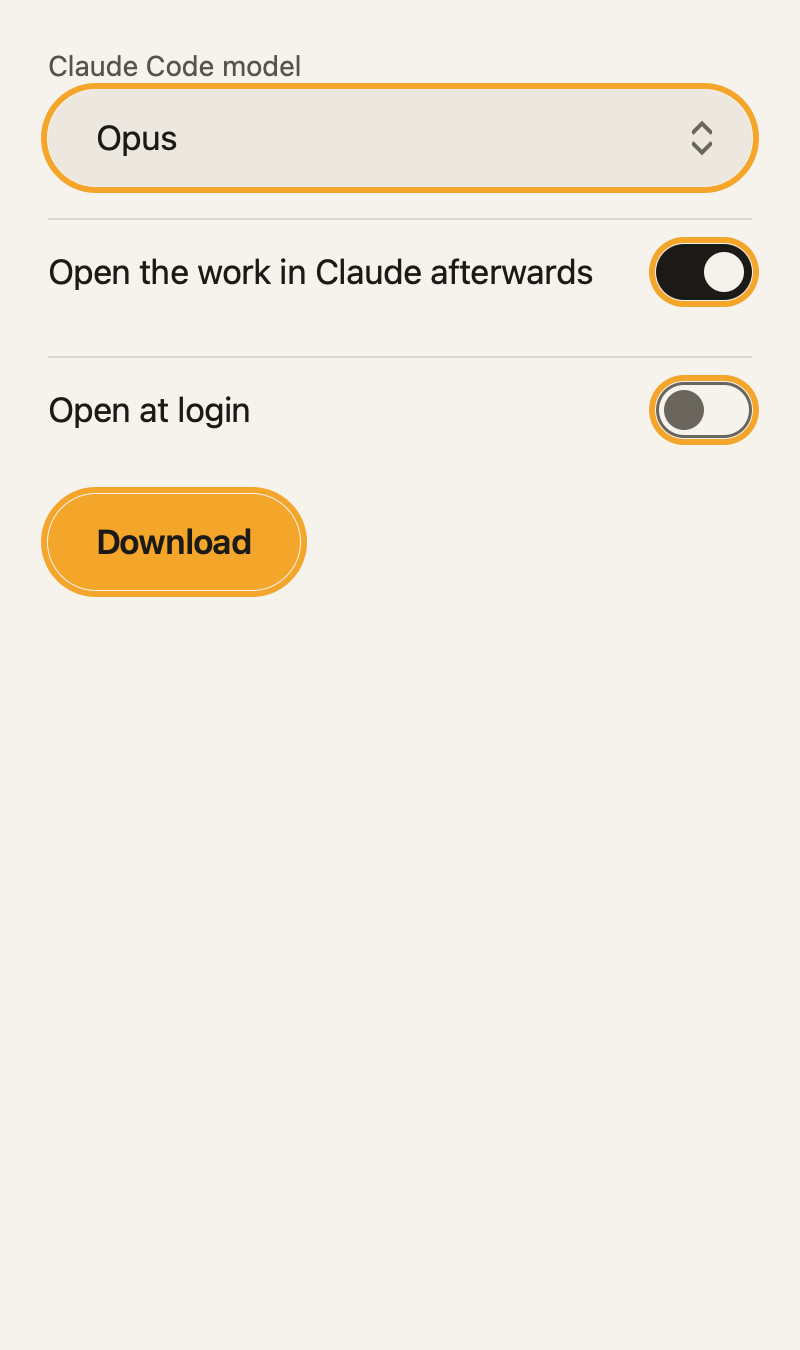 Claude Code model
Opus
Open the work in Claude afterwards
Open at login
Download